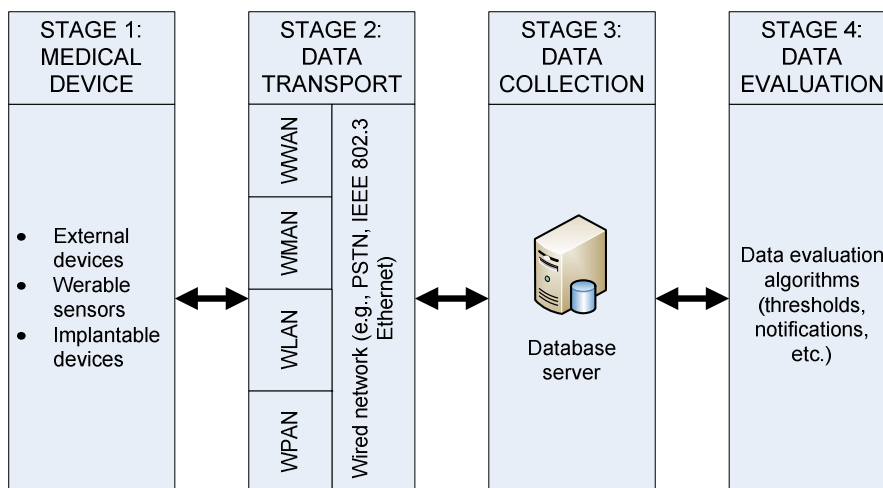 STAGE 1:
MEDICAL
DEVICE
• External
devices
• Werable
sensors
• Implantable
devices
STAGE 2:
DATA
TRANSPORT
WWAN
WMAN
WLAN
WPAN
Wired network (e.g., PSTN, IEEE 802.3
Ethernet)
STAGE 3:
DATA
COLLECTION
Database
server
STAGE 4:
DATA
EVALUATION
Data evaluation
algorithms
(thresholds,
notifications,
etc.)